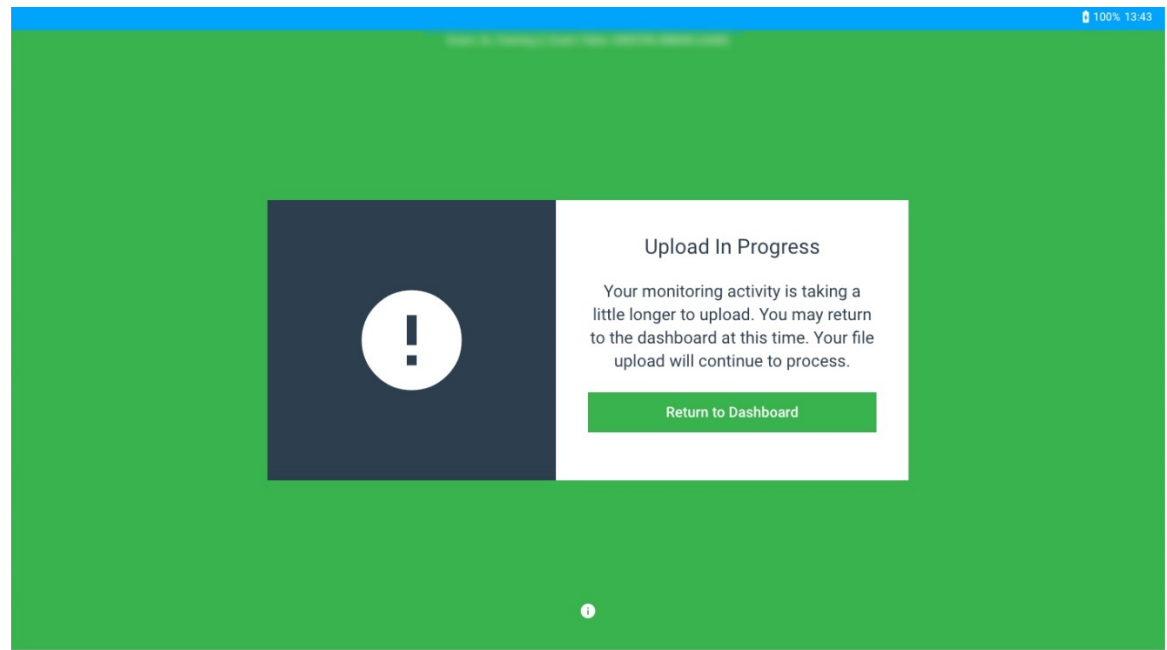 100% 13:43
Upload In Progress
Your monitoring activity is taking a
little longer to upload. You may return
to the dashboard at this time. Your file
upload will continue to process.
Return to Dashboard